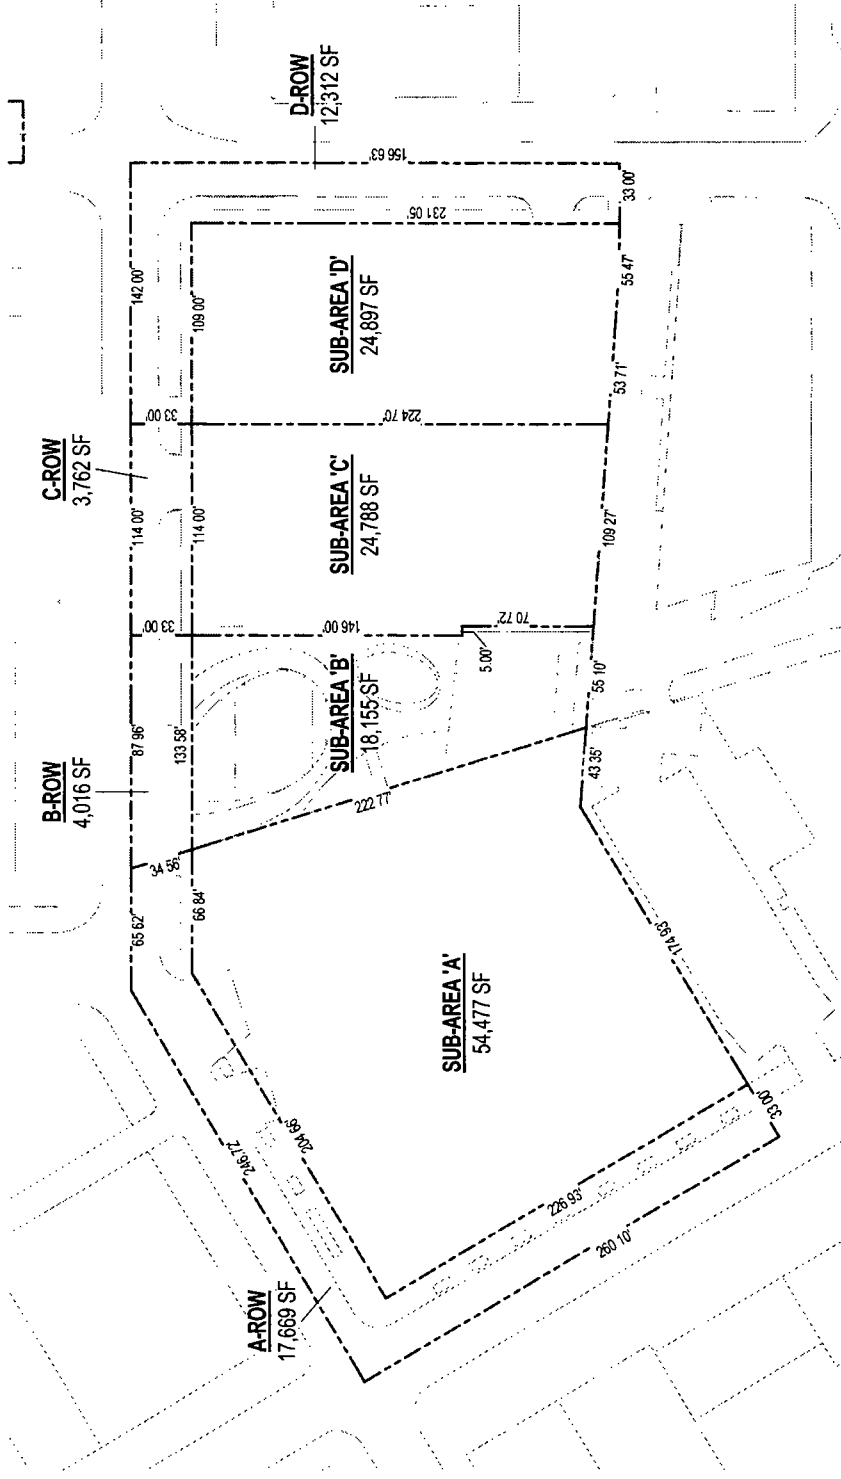 D-ROW
12,312 SF
156 63'
33 00'
231 05'
142 00'
109 00'
SUB-AREA 'D'
24,897 SF
55 47'
53 71'
33 00'
224 70'
C-ROW
3,762 SF
114 00'
114 00'
SUB-AREA 'C'
24,788 SF
109 27'
33 00'
146 00'
70 72'
5.00'
SUB-AREA 'B'
18,155 SF
55 10'
B-ROW
4,016 SF
87 96'
133 58'
222 77'
43 35'
34 56'
65 62'
66 84'
174 93'
SUB-AREA 'A'
54,477 SF
33 00'
204 66'
246.72'
226 93'
260 10'
A-ROW
17,669 SF